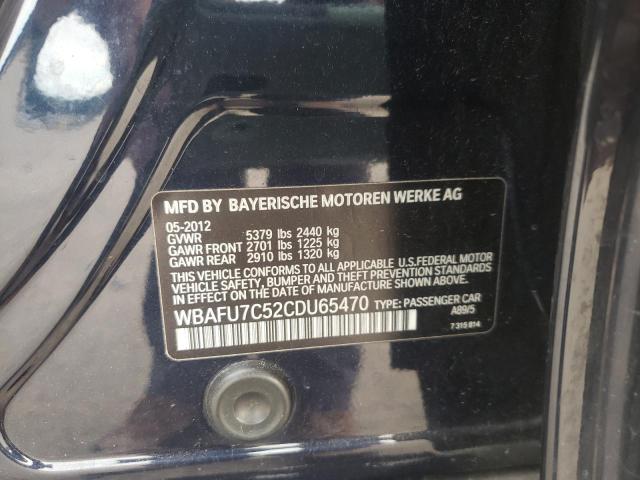 MFD BY BAYERISCHE MOTOREN WERKE AG
05-2012
GVWR 5379 lbs 2440 kg
GAWR FRONT 2701 lbs 1225 kg
GAWR REAR 2910 lbs 1320 kg
THIS VEHICLE CONFORMS TO ALL APPLICABLE U.S.FEDERAL MOTOR
VEHICLE SAFETY, BUMPER AND THEFT PREVENTION STANDARDS
IN EFFECT ON THE DATE OF MANUFACTURE SHOWN ABOVE.
WBAFU7C52CDU65470 TYPE: PASSENGER CAR
A89/5
7 315 814